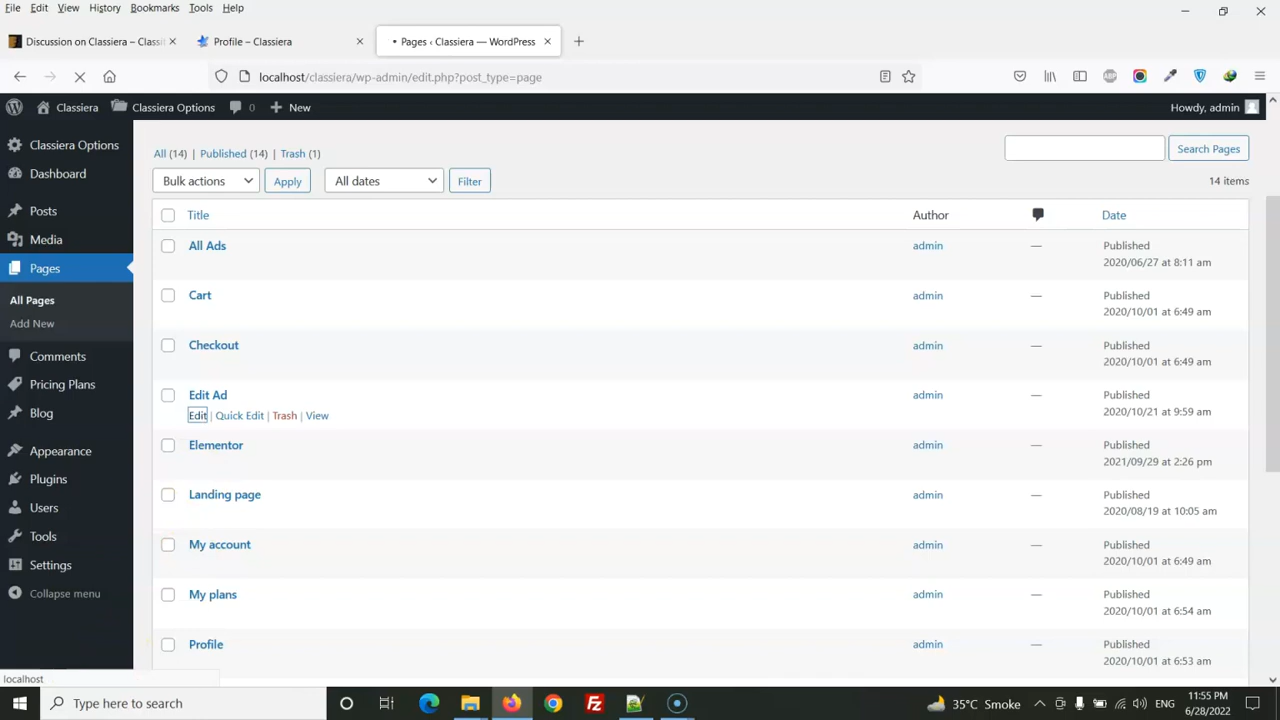 File Edit View History Bookmarks Tools Help
Discussion on Classiera – Classif
Profile – Classiera
Pages ‹ Classiera — WordPress
localhost/classiera/wp-admin/edit.php?post_type=page
Classiera
Classiera Options
0
New
Howdy, admin
Classiera Options
Dashboard
Posts
Media
Pages
All Pages
Add New
Comments
Pricing Plans
Blog
Appearance
Plugins
Users
Tools
Settings
Collapse menu
All (14) | Published (14) | Trash (1)
Search Pages
Bulk actions
Apply
All dates
Filter
14 items
Title Author Date
All Ads admin — Published
2020/06/27 at 8:11 am
Cart admin — Published
2020/10/01 at 6:49 am
Checkout admin — Published
2020/10/01 at 6:49 am
Edit Ad admin — Published
Edit | Quick Edit | Trash | View 2020/10/21 at 9:59 am
Elementor admin — Published
2021/09/29 at 2:26 pm
Landing page admin — Published
2020/08/19 at 10:05 am
My account admin — Published
2020/10/01 at 6:49 am
My plans admin — Published
2020/10/01 at 6:54 am
Profile admin — Published
2020/10/01 at 6:53 am
localhost
Type here to search
35°C Smoke
ENG
11:55 PM
6/28/2022